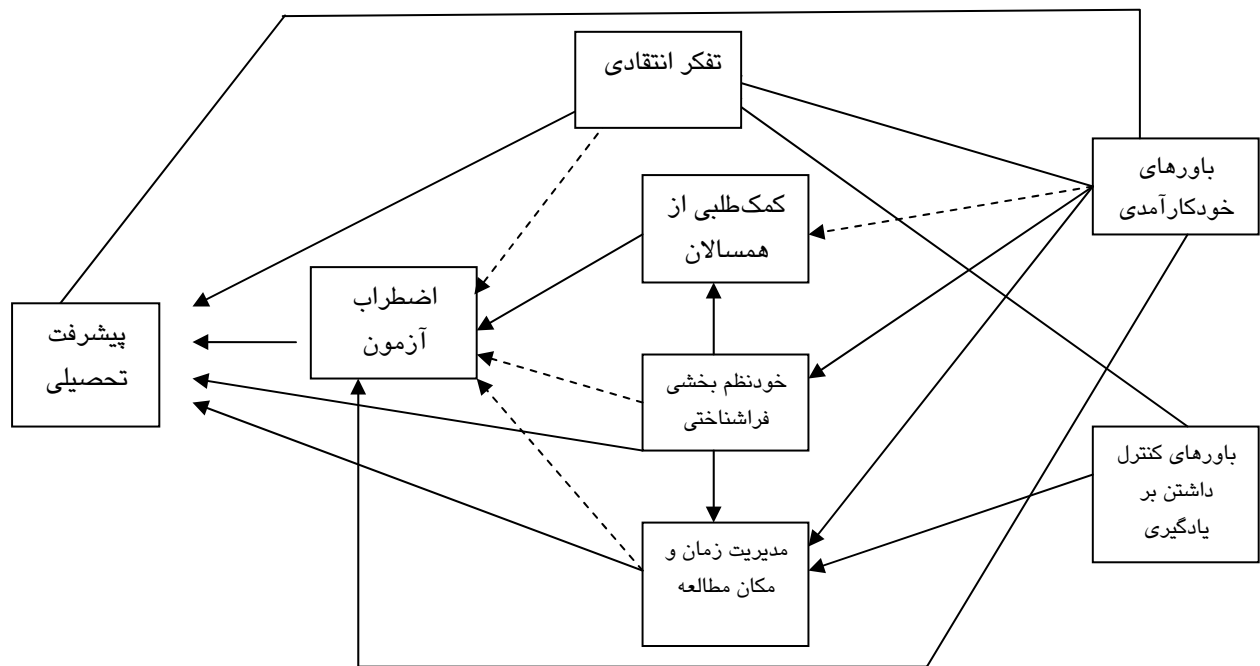 تفکر انتقادی
باورهای
خودکارآمدی
کمک‌طلبی از
همسالان
اضطراب
آزمون
پیشرفت
تحصیلی
خودنظم بخشی
فراشناختی
باورهای کنترل
داشتن بر
یادگیری
مدیریت زمان و
مکان مطالعه